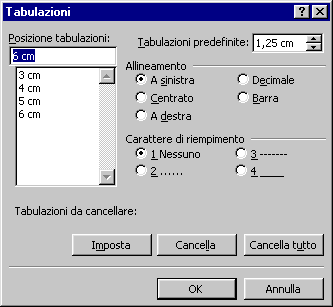 Tabulazioni
Posizione tabulazioni:
6 cm
3 cm
4 cm
5 cm
6 cm
Tabulazioni predefinite: 1,25 cm
Allineamento
A sinistra Decimale
Centrato Barra
A destra
Carattere di riempimento
1 Nessuno 3 -------
2 ...... 4 ____
Tabulazioni da cancellare:
Imposta Cancella Cancella tutto
OK Annulla